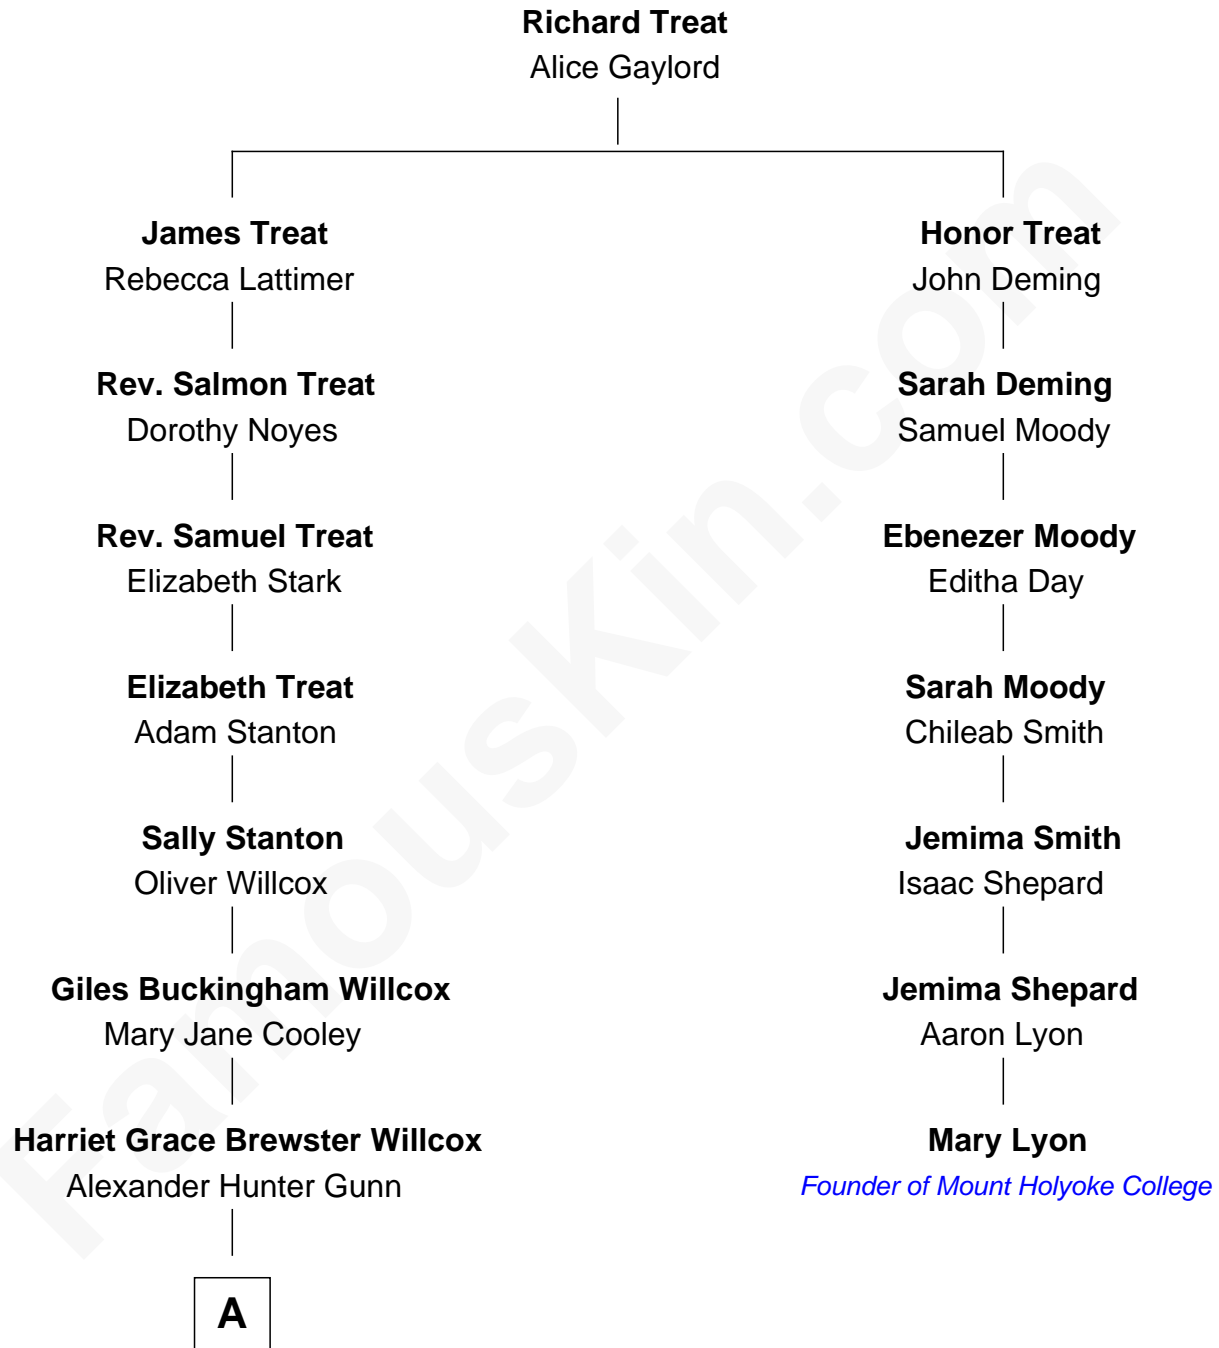 Richard Treat
Alice Gaylord
James Treat
Rebecca Lattimer
Honor Treat
John Deming
Rev. Salmon Treat
Dorothy Noyes
Sarah Deming
Samuel Moody
Rev. Samuel Treat
Elizabeth Stark
Ebenezer Moody
Editha Day
Elizabeth Treat
Adam Stanton
Sarah Moody
Chileab Smith
Sally Stanton
Oliver Willcox
Jemima Smith
Isaac Shepard
Giles Buckingham Willcox
Mary Jane Cooley
Jemima Shepard
Aaron Lyon
Harriet Grace Brewster Willcox
Alexander Hunter Gunn
Mary Lyon
Founder of Mount Holyoke College
A
FamousKin.com